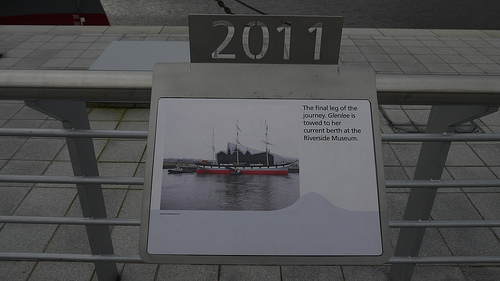 2011
The final leg of the
journey. Glenlee is
towed to her
current berth at the
Riverside Museum.